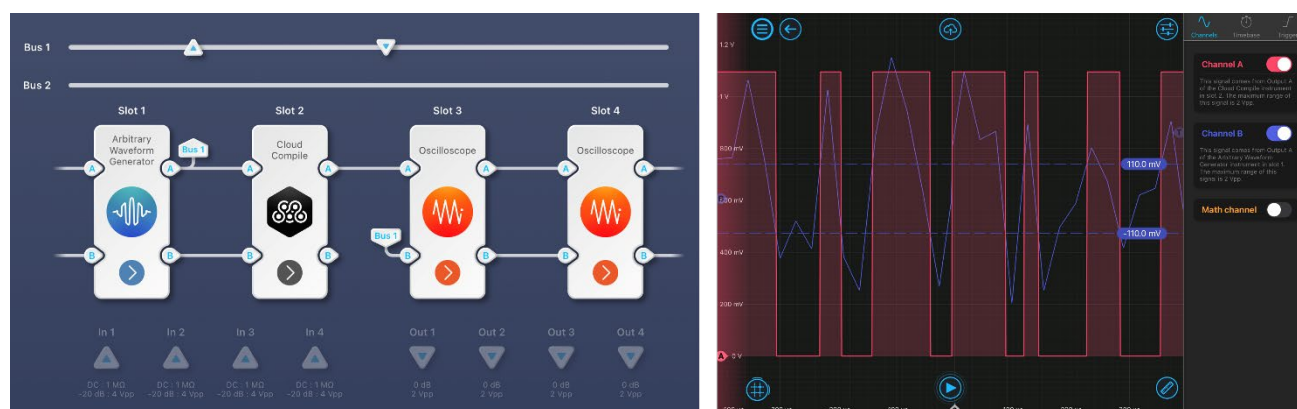 Bus 1
Bus 2
Slot 1
Slot 2
Slot 3
Slot 4
Arbitrary
Waveform
Generator
Cloud
Compile
Oscilloscope
Oscilloscope
Bus 1
A
A
A
A
A
A
A
A
Bus 1
B
B
B
B
B
B
B
B
In 1
In 2
In 3
In 4
Out 1
Out 2
Out 3
Out 4
DC : 1 MΩ
-20 dB : 4 Vpp
DC : 1 MΩ
-20 dB : 4 Vpp
DC : 1 MΩ
-20 dB : 4 Vpp
DC : 1 MΩ
-20 dB : 4 Vpp
0 dB
2 Vpp
0 dB
2 Vpp
0 dB
2 Vpp
0 dB
2 Vpp
1.2 V
1 V
800 mV
400 mV
200 mV
A
0 V
110.0 mV
-110.0 mV
Channels
Timebase
Trigger
Channel A
This signal comes from Output A
of the Cloud Compile instrument
in slot 2. The maximum range of
this signal is 2 Vpp.
Channel B
This signal comes from Output A
of the Arbitrary Waveform
Generator instrument in slot 1.
The maximum range of this
signal is 2 Vpp.
Math channel